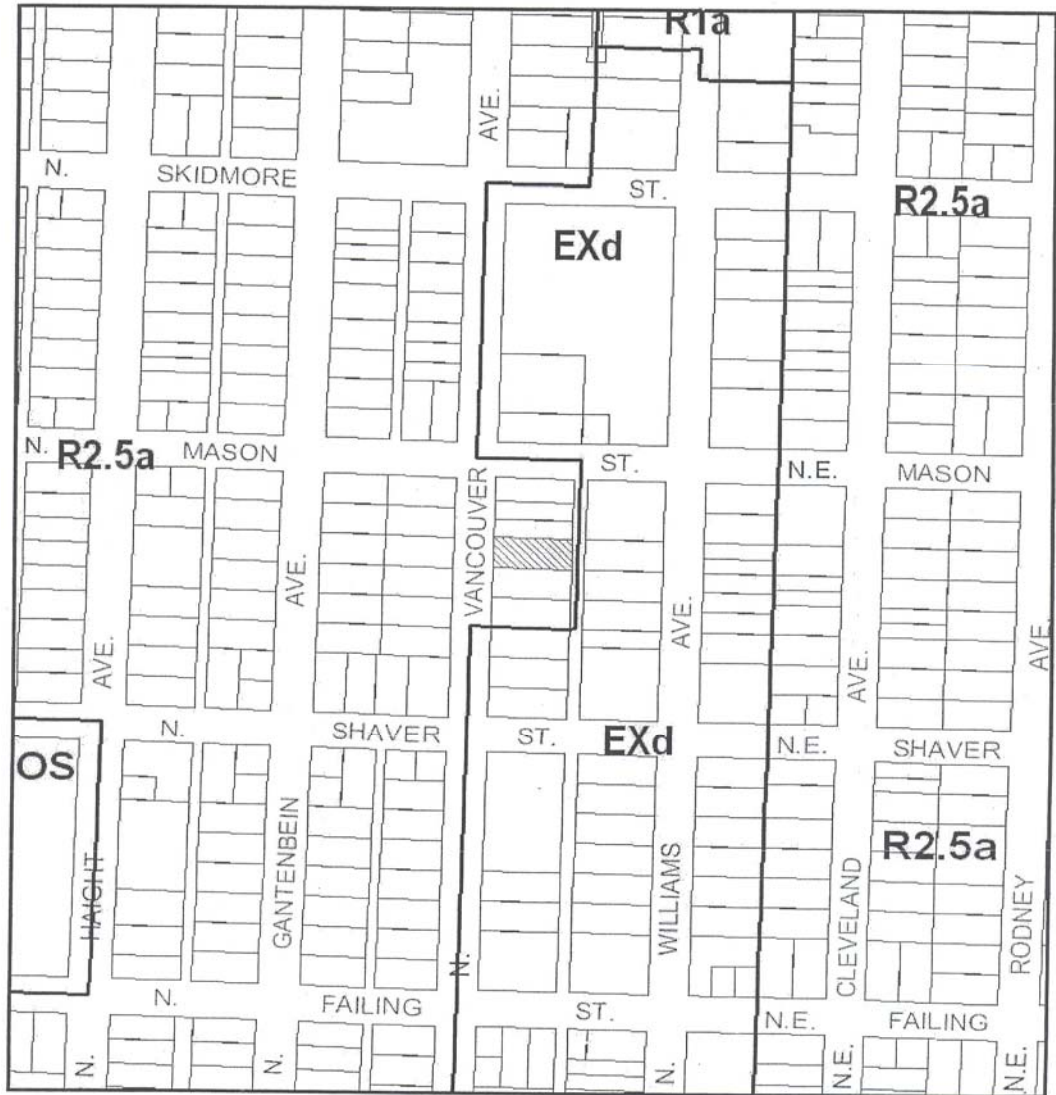 R1a
AVE.
N. SKIDMORE ST.
R2.5a
EXd
N. R2.5a MASON ST. N.E. MASON
VANCOUVER
AVE. AVE. AVE. AVE. AVE.
N. SHAVER ST. EXd N.E. SHAVER
OS
R2.5a
HAIGHT GANTENBEIN N. WILLIAMS CLEVELAND RODNEY
N. FAILING ST. N.E. FAILING
N. N. N. N.E. N.E.